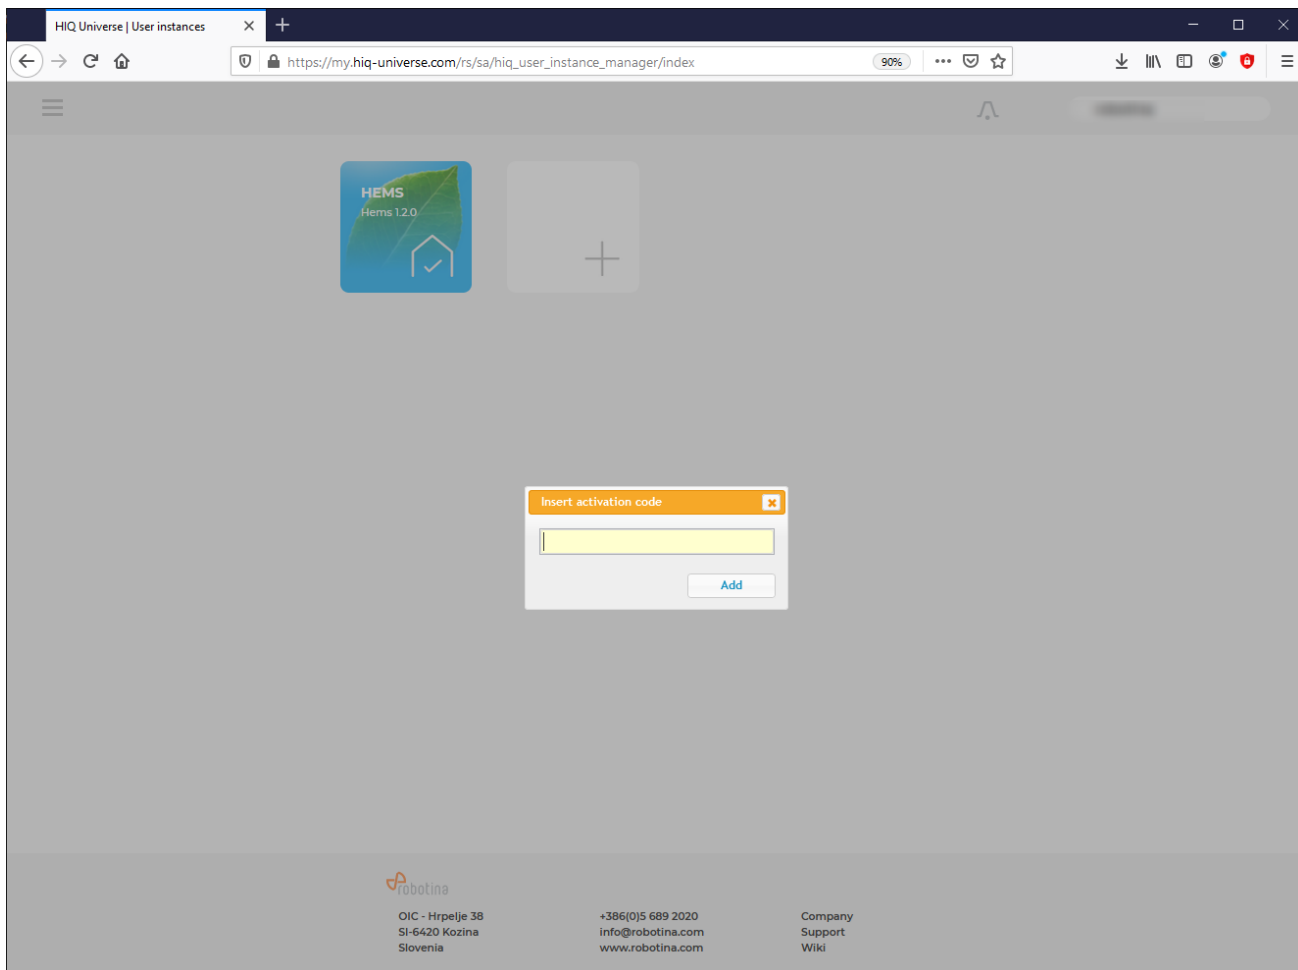 HIQ Universe | User instances
https://my.hiq-universe.com/rs/sa/hiq_user_instance_manager/index
90%
HEMS
Hems 1.2.0
Insert activation code
Add
robotina
OIC - Hrpelje 38
SI-6420 Kozina
Slovenia
+386(0)5 689 2020
info@robotina.com
www.robotina.com
Company
Support
Wiki